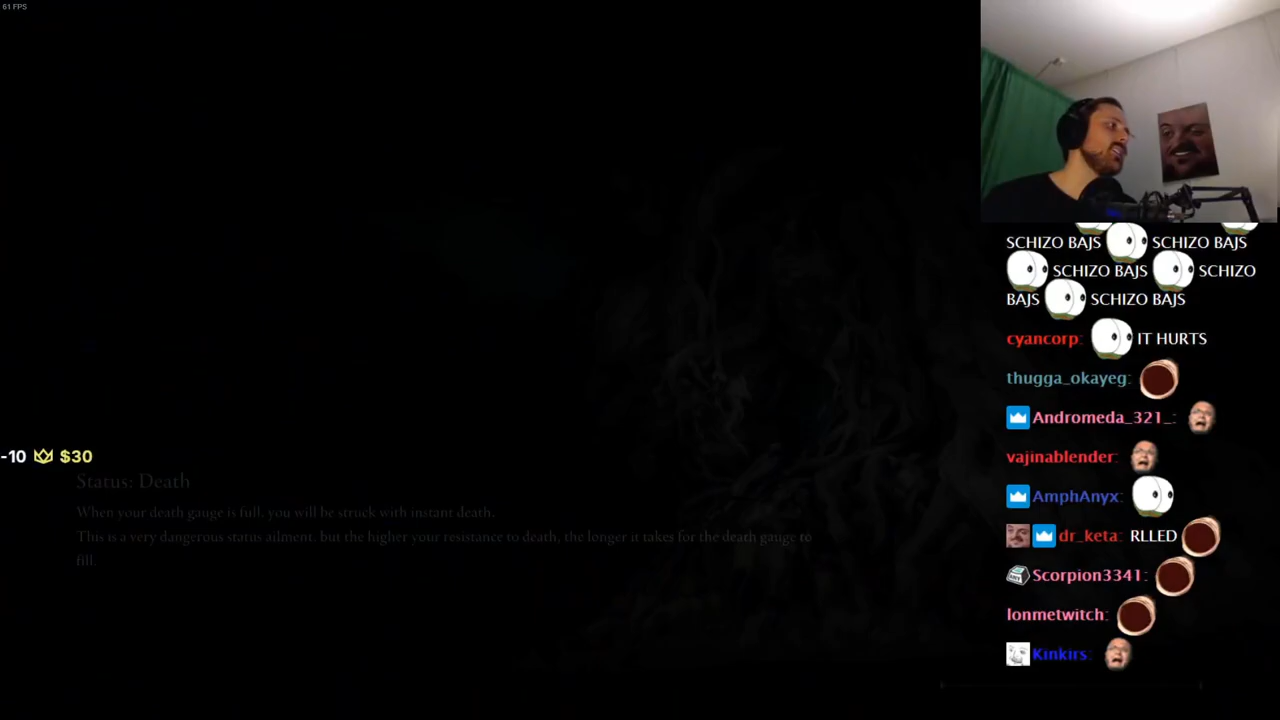 61 FPS
SCHIZO BAJS SCHIZO BAJS
SCHIZO BAJS SCHIZO
BAJS SCHIZO BAJS
cyancorp: IT HURTS
thugga_okayeg:
Andromeda_321_:
vajinablender:
AmphAnyx:
dr_keta: RLLED
Scorpion3341:
lonmetwitch:
Kinkirs:
-10 $30
Status: Death
When your death gauge is full, you will be struck with instant death.
This is a very dangerous status ailment, but the higher your resistance to death, the longer it takes for the death gauge to
fill.